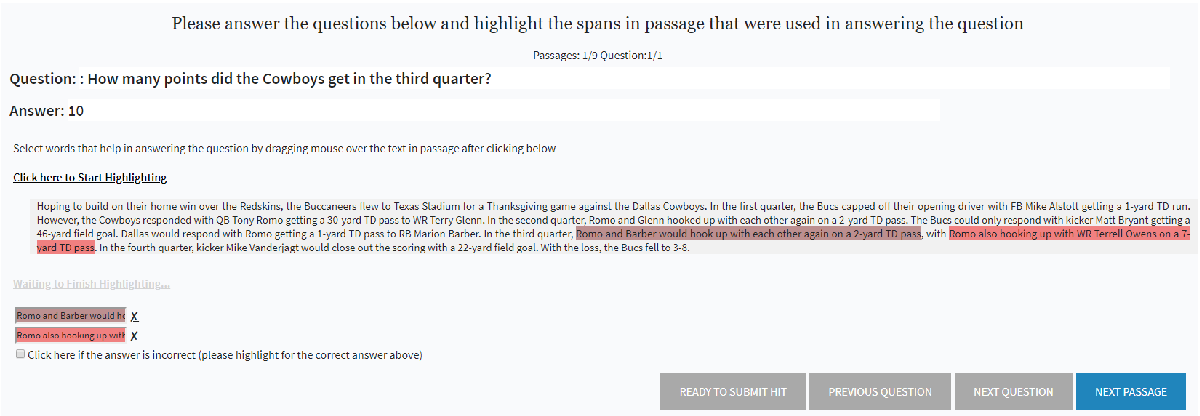 Please answer the questions below and highlight the spans in passage that were used in answering the question
Passages: 1/9 Question:1/1
Question: : How many points did the Cowboys get in the third quarter?
Answer: 10
Select words that help in answering the question by dragging mouse over the text in passage after clicking below
Click here to Start Highlighting
Hoping to build on their home win over the Redskins, the Buccaneers flew to Texas Stadium for a Thanksgiving game against the Dallas Cowboys. In the first quarter, the Bucs capped off their opening driver with FB Mike Alstott getting a 1-yard TD run.
However, the Cowboys responded with QB Tony Romo getting a 30-yard TD pass to WR Terry Glenn. In the second quarter, Romo and Glenn hooked up with each other again on a 2-yard TD pass. The Bucs could only respond with kicker Matt Bryant getting a
46-yard field goal. Dallas would respond with Romo getting a 1-yard TD pass to RB Marion Barber. In the third quarter, Romo and Barber would hook up with each other again on a 2-yard TD pass, with Romo also hooking up with WR Terrell Owens on a 7-
yard TD pass. In the fourth quarter, kicker Mike Vanderjagt would close out the scoring with a 22-yard field goal. With the loss, the Bucs fell to 3-8.
Waiting to Finish Highlighting...
Romo and Barber would ho X
Romo also hooking up with X
Click here if the answer is incorrect (please highlight for the correct answer above)
READY TO SUBMIT HIT PREVIOUS QUESTION NEXT QUESTION NEXT PASSAGE